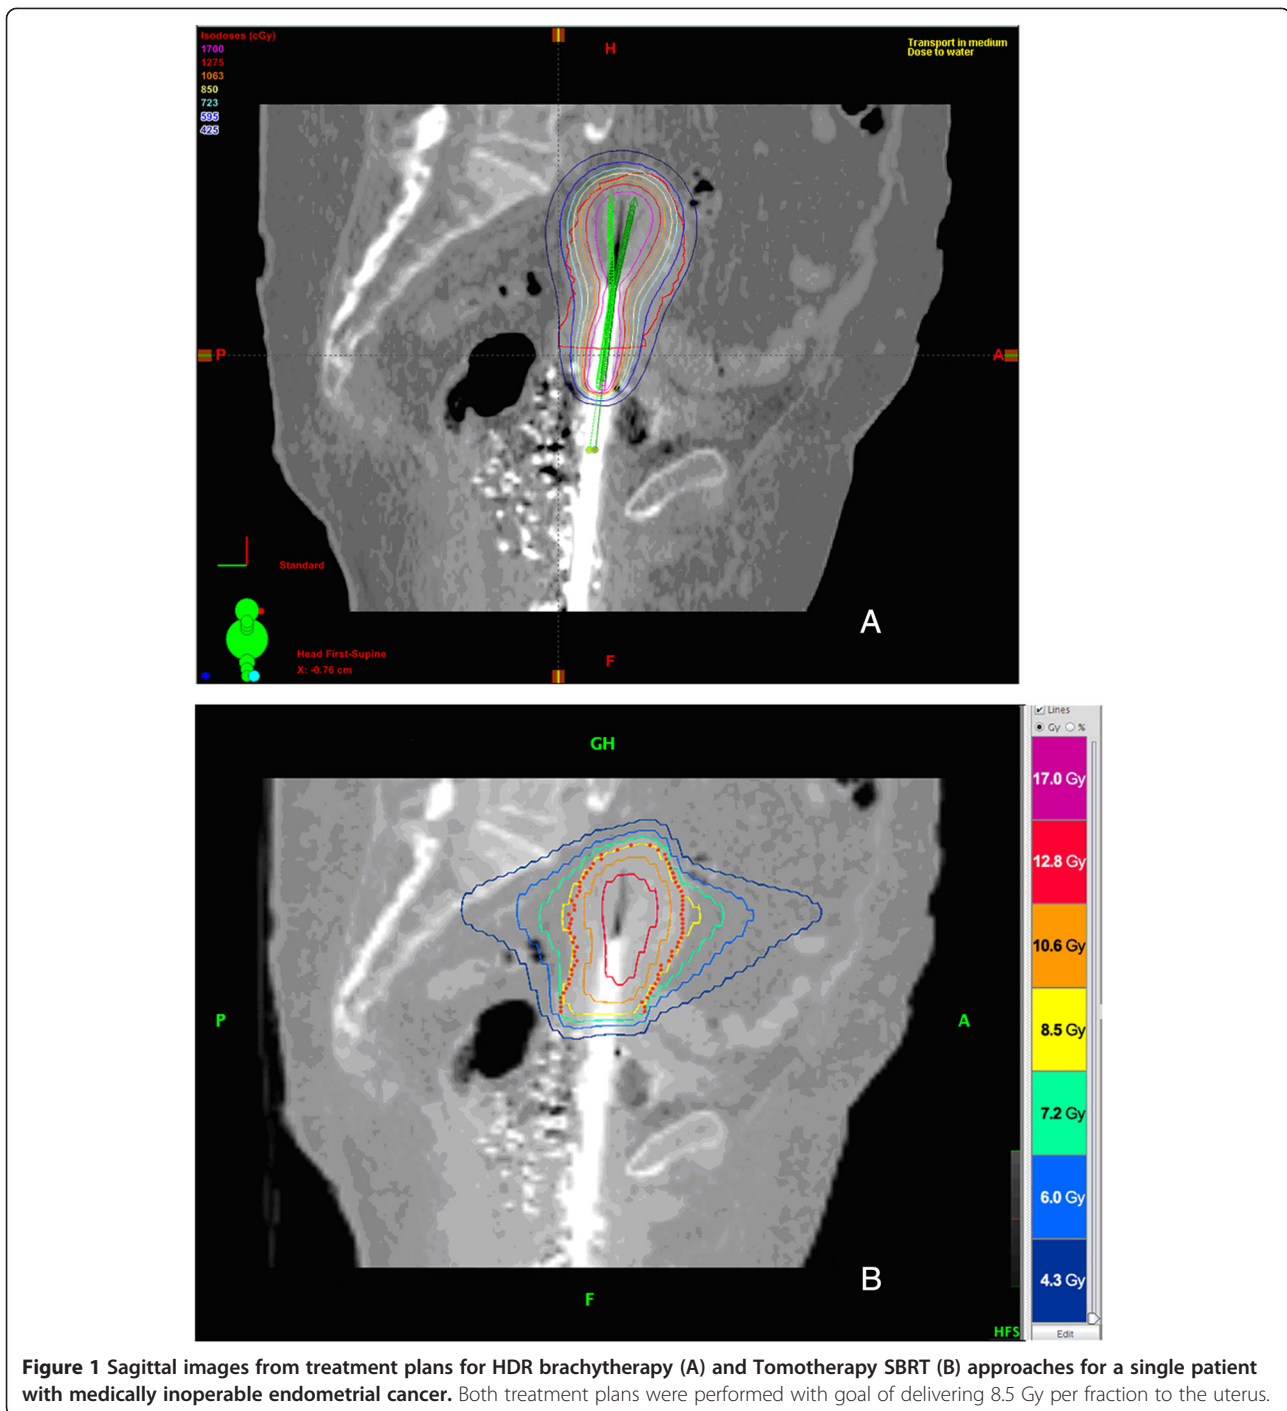 Isodoses (cGy)
1700
1275
1063
850
723
595
425
H
Transport in medium
Dose to water
P
A
Standard
Head First-Supine
X: -0.76 cm
F
A
Lines
Gy %
GH
17.0 Gy
12.8 Gy
10.6 Gy
8.5 Gy
7.2 Gy
6.0 Gy
4.3 Gy
P
A
B
F
HFS
Edit
Figure 1 Sagittal images from treatment plans for HDR brachytherapy (A) and Tomotherapy SBRT (B) approaches for a single patient
with medically inoperable endometrial cancer. Both treatment plans were performed with goal of delivering 8.5 Gy per fraction to the uterus.